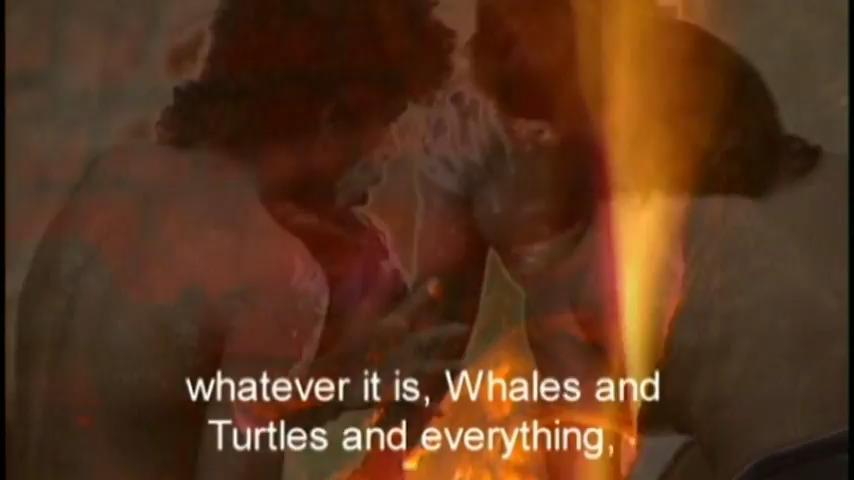 whatever it is, Whales and
Turtles and everything,